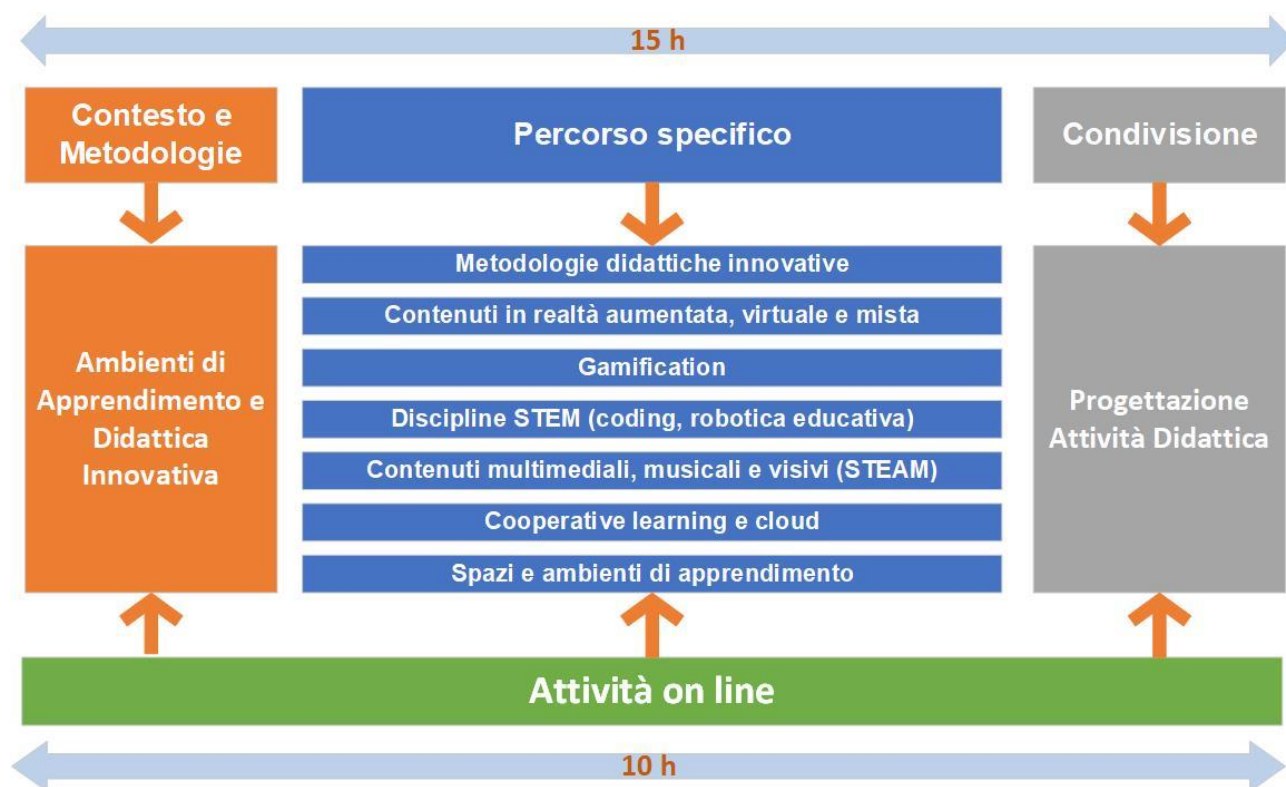 15 h
Contesto e
Metodologie
Percorso specifico
Condivisione
Ambienti di
Apprendimento e
Didattica
Innovativa
Metodologie didattiche innovative
Contenuti in realtà aumentata, virtuale e mista
Gamification
Discipline STEM (coding, robotica educativa)
Contenuti multimediali, musicali e visivi (STEAM)
Cooperative learning e cloud
Spazi e ambienti di apprendimento
Progettazione
Attività Didattica
Attività on line
10 h